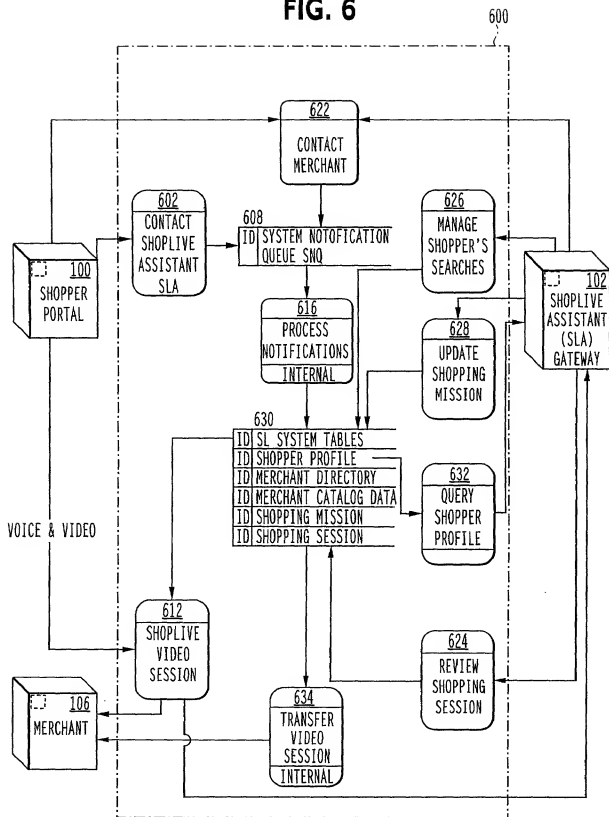 FIG. 6
600
622
CONTACT
MERCHANT
602
CONTACT
SHOPLIVE
ASSISTANT
SLA
608
ID SYSTEM NOTOFICATION
QUEUE SNQ
626
MANAGE
SHOPPER'S
SEARCHES
100
SHOPPER
PORTAL
102
SHOPLIVE
ASSISTANT
(SLA)
GATEWAY
616
PROCESS
NOTIFICATIONS
INTERNAL
628
UPDATE
SHOPPING
MISSION
630
ID SL SYSTEM TABLES
ID SHOPPER PROFILE
ID MERCHANT DIRECTORY
ID MERCHANT CATALOG DATA
ID SHOPPING MISSION
ID SHOPPING SESSION
632
QUERY
SHOPPER
PROFILE
VOICE & VIDEO
612
SHOPLIVE
VIDEO
SESSION
624
REVIEW
SHOPPING
SESSION
106
MERCHANT
634
TRANSFER
VIDEO
SESSION
INTERNAL